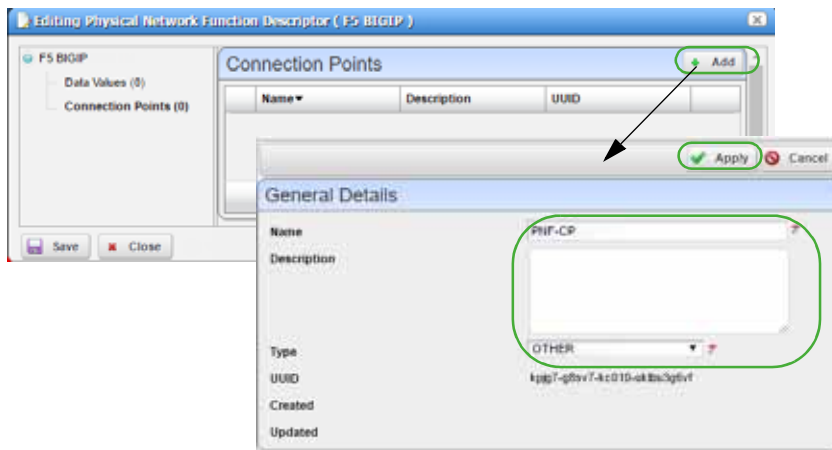 Editing Physical Network Function Descriptor ( F5 BIGIP )
F5 BIGIP
Data Values (0)
Connection Points (0)
Connection Points
Add
Name
Description
UUID
Apply
Cancel
General Details
Name
PNF-CP
Description
Type
OTHER
UUID
Created
Updated
Save
Close